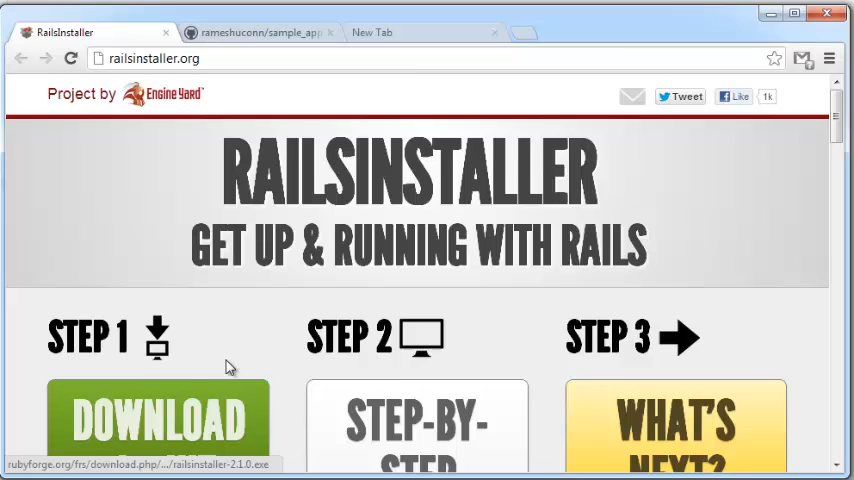 RailsInstaller
rameshuconn/sample_app
New Tab
railsinstaller.org
Project by ENGINE YARD
Tweet
Like
1k
RAILSINSTALLER
GET UP & RUNNING WITH RAILS
STEP 1
STEP 2
STEP 3
DOWNLOAD
STEP-BY-
STEP
WHAT'S
NEXT?
rubyforge.org/frs/download.php/.../railsinstaller-2.1.0.exe